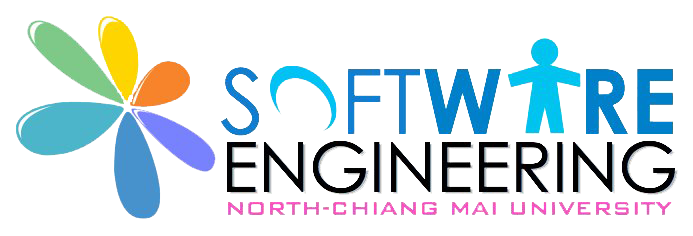 SOFTWARE
ENGINEERING
NORTH-CHIANG MAI UNIVERSITY